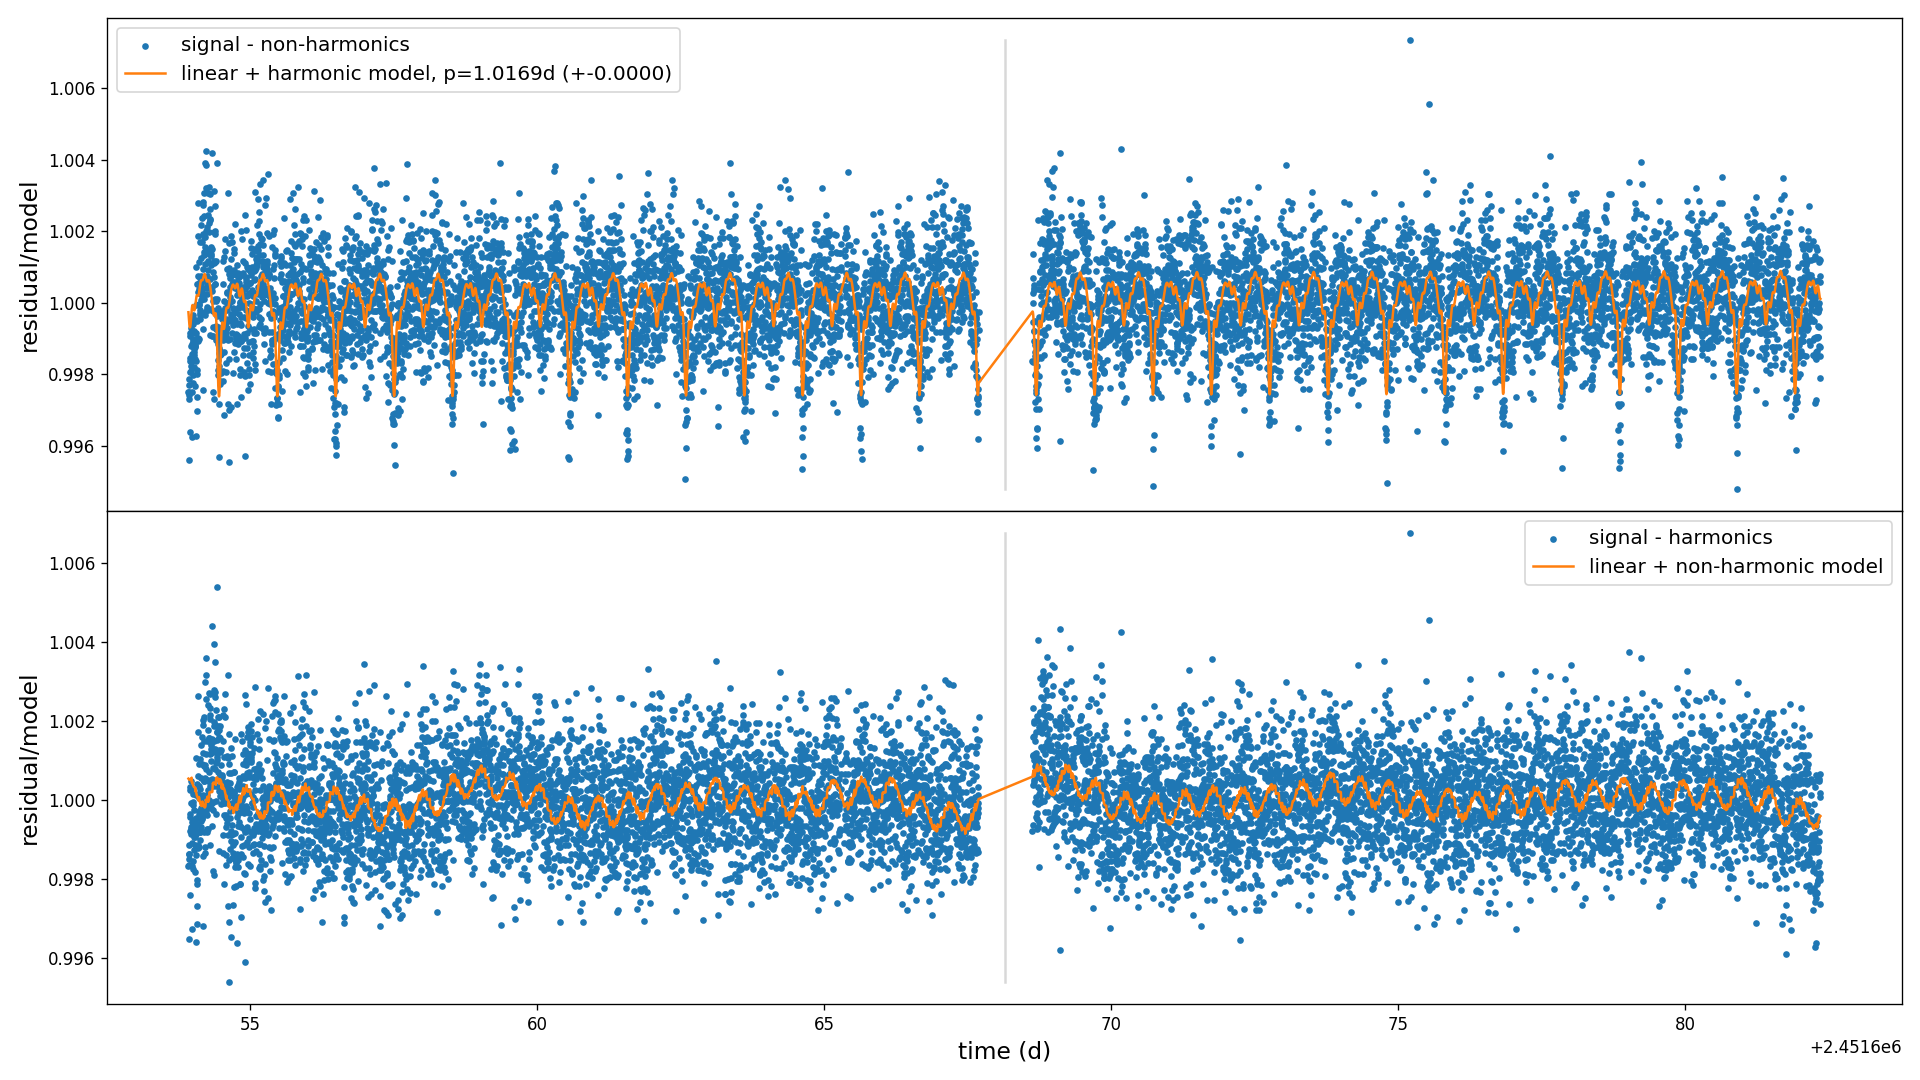 signal - non-harmonics
linear + harmonic model, p=1.0169d (+-0.0000)
1.006
1.004
1.002
1.000
0.998
0.996
residual/model
signal - harmonics
linear + non-harmonic model
1.006
1.004
1.002
1.000
0.998
0.996
residual/model
55
60
65
70
75
80
time (d)
+2.4516e6